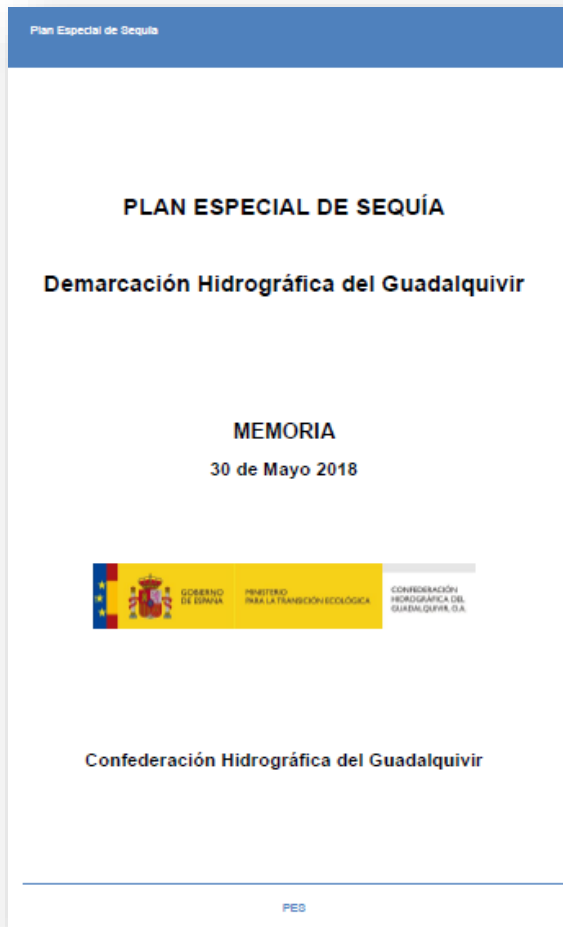 Plan Especial de Sequía
PLAN ESPECIAL DE SEQUÍA
Demarcación Hidrográfica del Guadalquivir
MEMORIA
30 de Mayo 2018
GOBIERNO
DE ESPAÑA
MINISTERIO
PARA LA TRANSICIÓN ECOLÓGICA
CONFEDERACIÓN
HIDROGRÁFICA DEL
GUADALQUIVIR, O.A.
Confederación Hidrográfica del Guadalquivir
PES